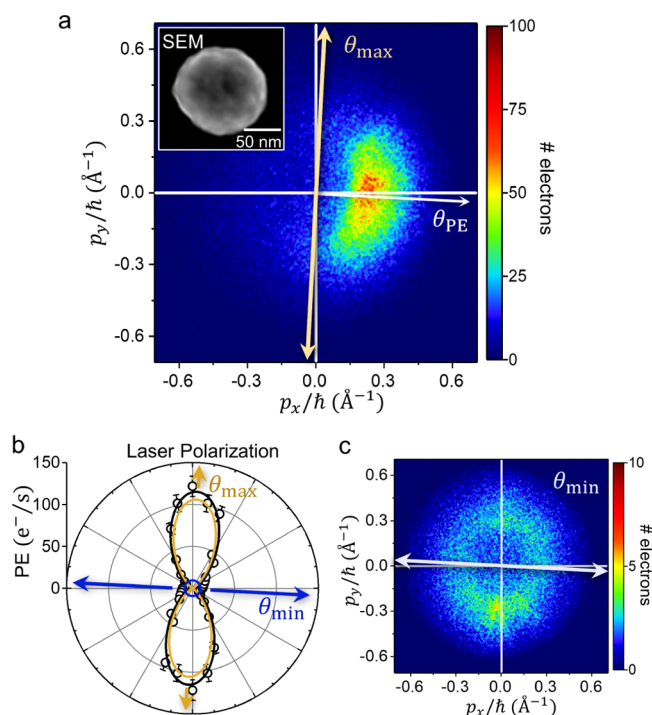 a
SEM
50 nm
θmax
θPE
0.6
0.3
0.0
-0.3
-0.6
py/ħ (Å⁻¹)
-0.6 -0.3 0.0 0.3 0.6
px/ħ (Å⁻¹)
100
75
50
25
0
# electrons
b
Laser Polarization
150
100
50
0
50
100
150
PE (e⁻/s)
θmax
θmin
c
θmin
0.6
0.3
0.0
-0.3
-0.6
py/ħ (Å⁻¹)
-0.6 -0.3 0.0 0.3 0.6
px/ħ (Å⁻¹)
10
5
0
# electrons